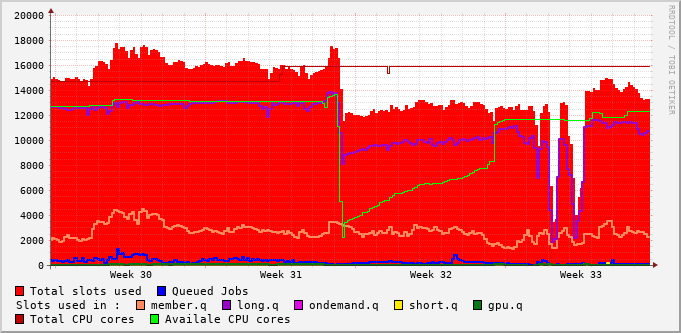 20000
18000
16000
14000
12000
10000
8000
6000
4000
2000
0
Week 30 Week 31 Week 32 Week 33
RRDTOOL / TOBI OETIKER
Total slots used Queued Jobs
Slots used in : member.q long.q ondemand.q short.q gpu.q
Total CPU cores Availale CPU cores